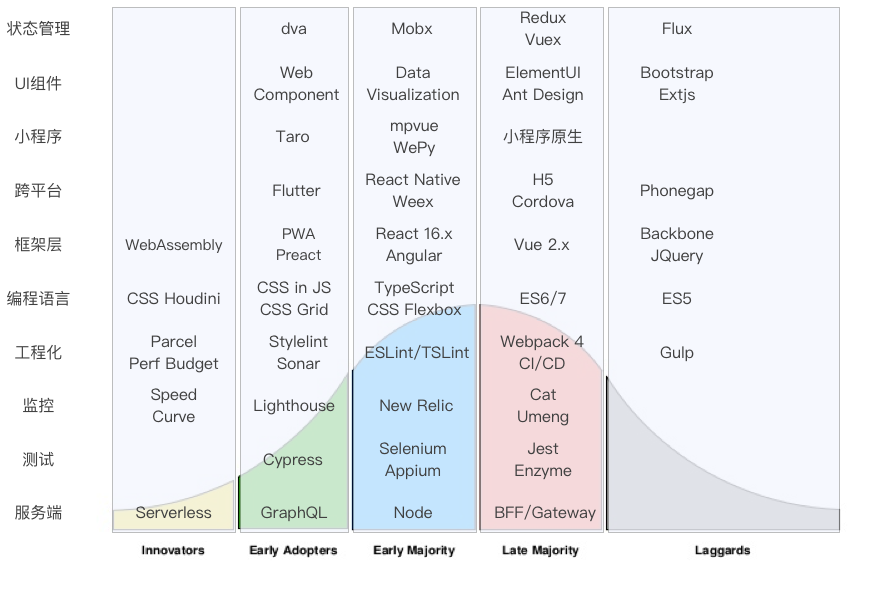 状态管理
dva
Mobx
Redux
Vuex
Flux
UI组件
Web
Component
Data
Visualization
ElementUI
Ant Design
Bootstrap
Extjs
小程序
Taro
mpvue
WePy
小程序原生
跨平台
Flutter
React Native
Weex
H5
Cordova
Phonegap
框架层
WebAssembly
PWA
Preact
React 16.x
Angular
Vue 2.x
Backbone
JQuery
编程语言
CSS Houdini
CSS in JS
CSS Grid
TypeScript
CSS Flexbox
ES6/7
ES5
工程化
Parcel
Perf Budget
Stylelint
Sonar
ESLint/TSLint
Webpack 4
CI/CD
Gulp
监控
Speed
Curve
Lighthouse
New Relic
Cat
Umeng
测试
Cypress
Selenium
Appium
Jest
Enzyme
服务端
Serverless
GraphQL
Node
BFF/Gateway
Innovators
Early Adopters
Early Majority
Late Majority
Laggards